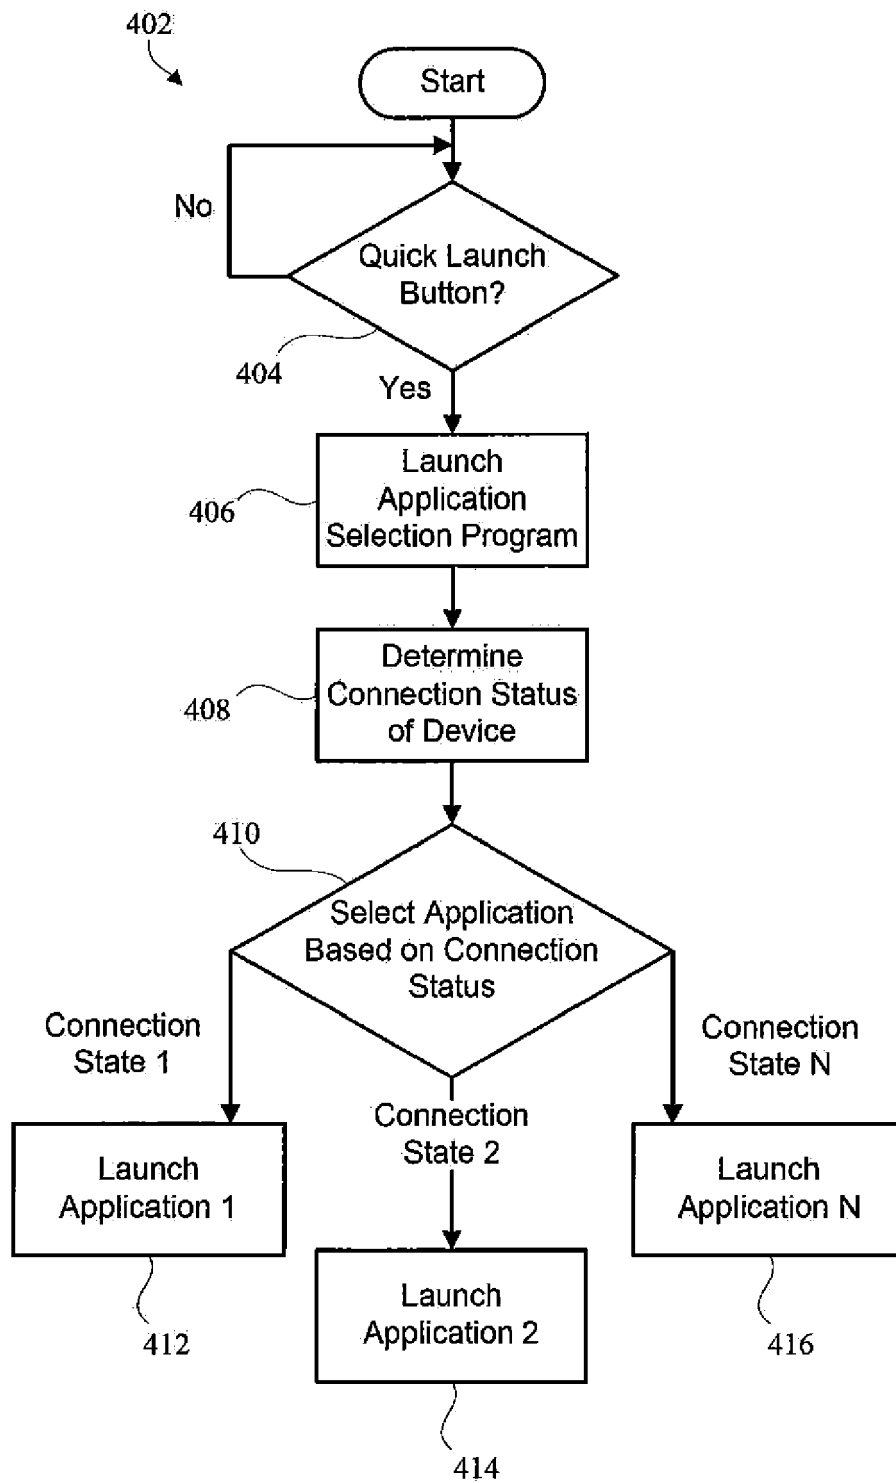 402
Start
No
Quick Launch
Button?
404
Yes
Launch
Application
Selection Program
406
Determine
Connection Status
of Device
408
410
Select Application
Based on Connection
Status
Connection
State 1
Connection
State 2
Connection
State N
Launch
Application 1
Launch
Application 2
Launch
Application N
412
414
416